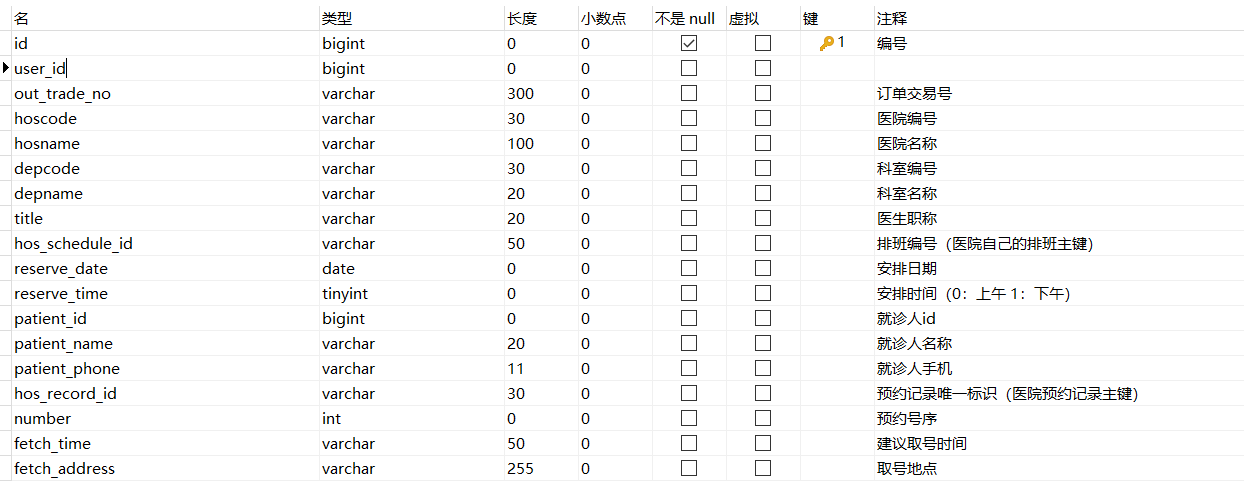 名 类型 长度 小数点 不是 null 虚拟 键 注释
id bigint 0 0 1 编号
user_id bigint 0 0
out_trade_no varchar 300 0 订单交易号
hoscode varchar 30 0 医院编号
hosname varchar 100 0 医院名称
depcode varchar 30 0 科室编号
depname varchar 20 0 科室名称
title varchar 20 0 医生职称
hos_schedule_id varchar 50 0 排班编号（医院自己的排班主键）
reserve_date date 0 0 安排日期
reserve_time tinyint 0 0 安排时间（0：上午 1：下午）
patient_id bigint 0 0 就诊人id
patient_name varchar 20 0 就诊人名称
patient_phone varchar 11 0 就诊人手机
hos_record_id varchar 30 0 预约记录唯一标识（医院预约记录主键）
number int 0 0 预约号序
fetch_time varchar 50 0 建议取号时间
fetch_address varchar 255 0 取号地点